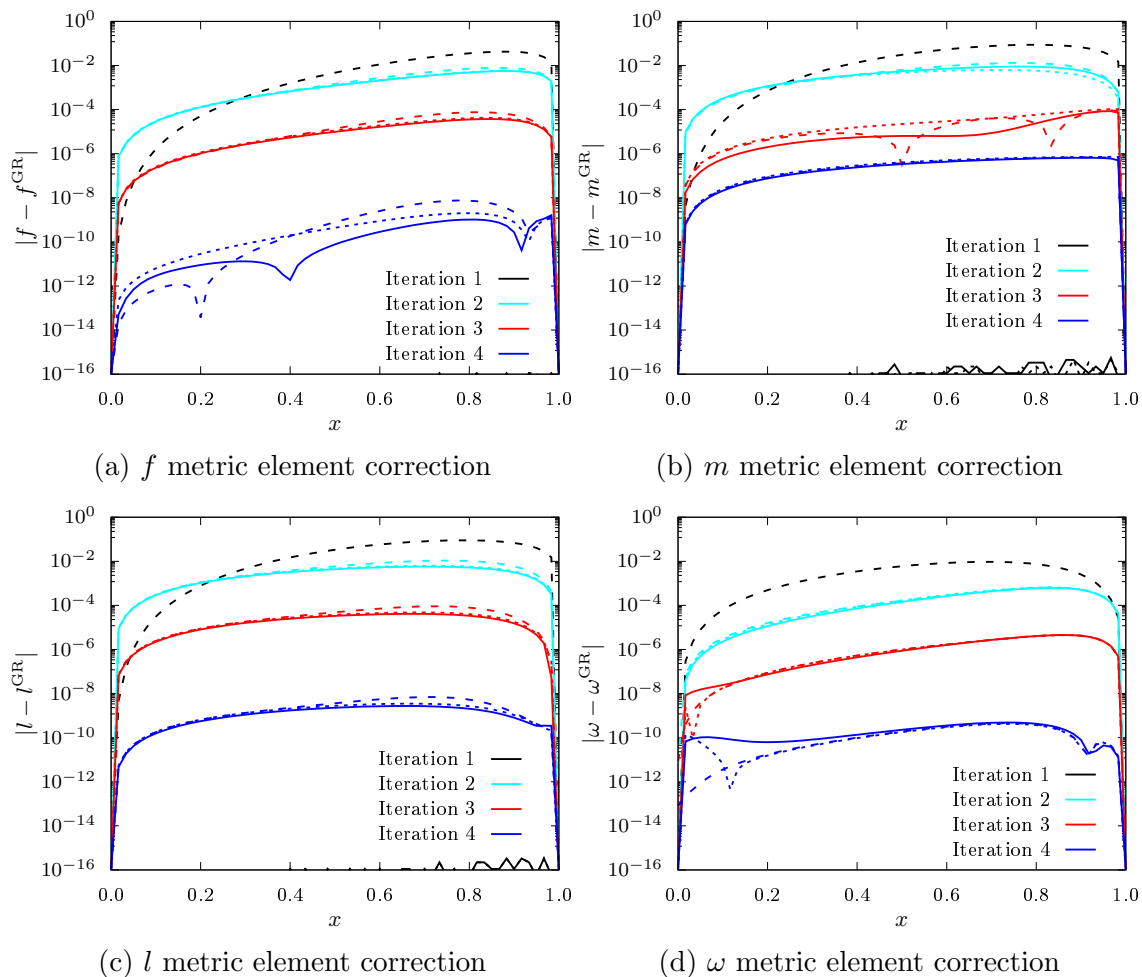 |f − f^GR|
10^0
10^−2
10^−4
10^−6
10^−8
10^−10
10^−12
10^−14
10^−16
Iteration 1
Iteration 2
Iteration 3
Iteration 4
0.0 0.2 0.4 0.6 0.8 1.0
x
(a) f metric element correction
|m − m^GR|
10^0
10^−2
10^−4
10^−6
10^−8
10^−10
10^−12
10^−14
10^−16
Iteration 1
Iteration 2
Iteration 3
Iteration 4
0.0 0.2 0.4 0.6 0.8 1.0
x
(b) m metric element correction
|l − l^GR|
10^0
10^−2
10^−4
10^−6
10^−8
10^−10
10^−12
10^−14
10^−16
Iteration 1
Iteration 2
Iteration 3
Iteration 4
0.0 0.2 0.4 0.6 0.8 1.0
x
(c) l metric element correction
|ω − ω^GR|
10^0
10^−2
10^−4
10^−6
10^−8
10^−10
10^−12
10^−14
10^−16
Iteration 1
Iteration 2
Iteration 3
Iteration 4
0.0 0.2 0.4 0.6 0.8 1.0
x
(d) ω metric element correction